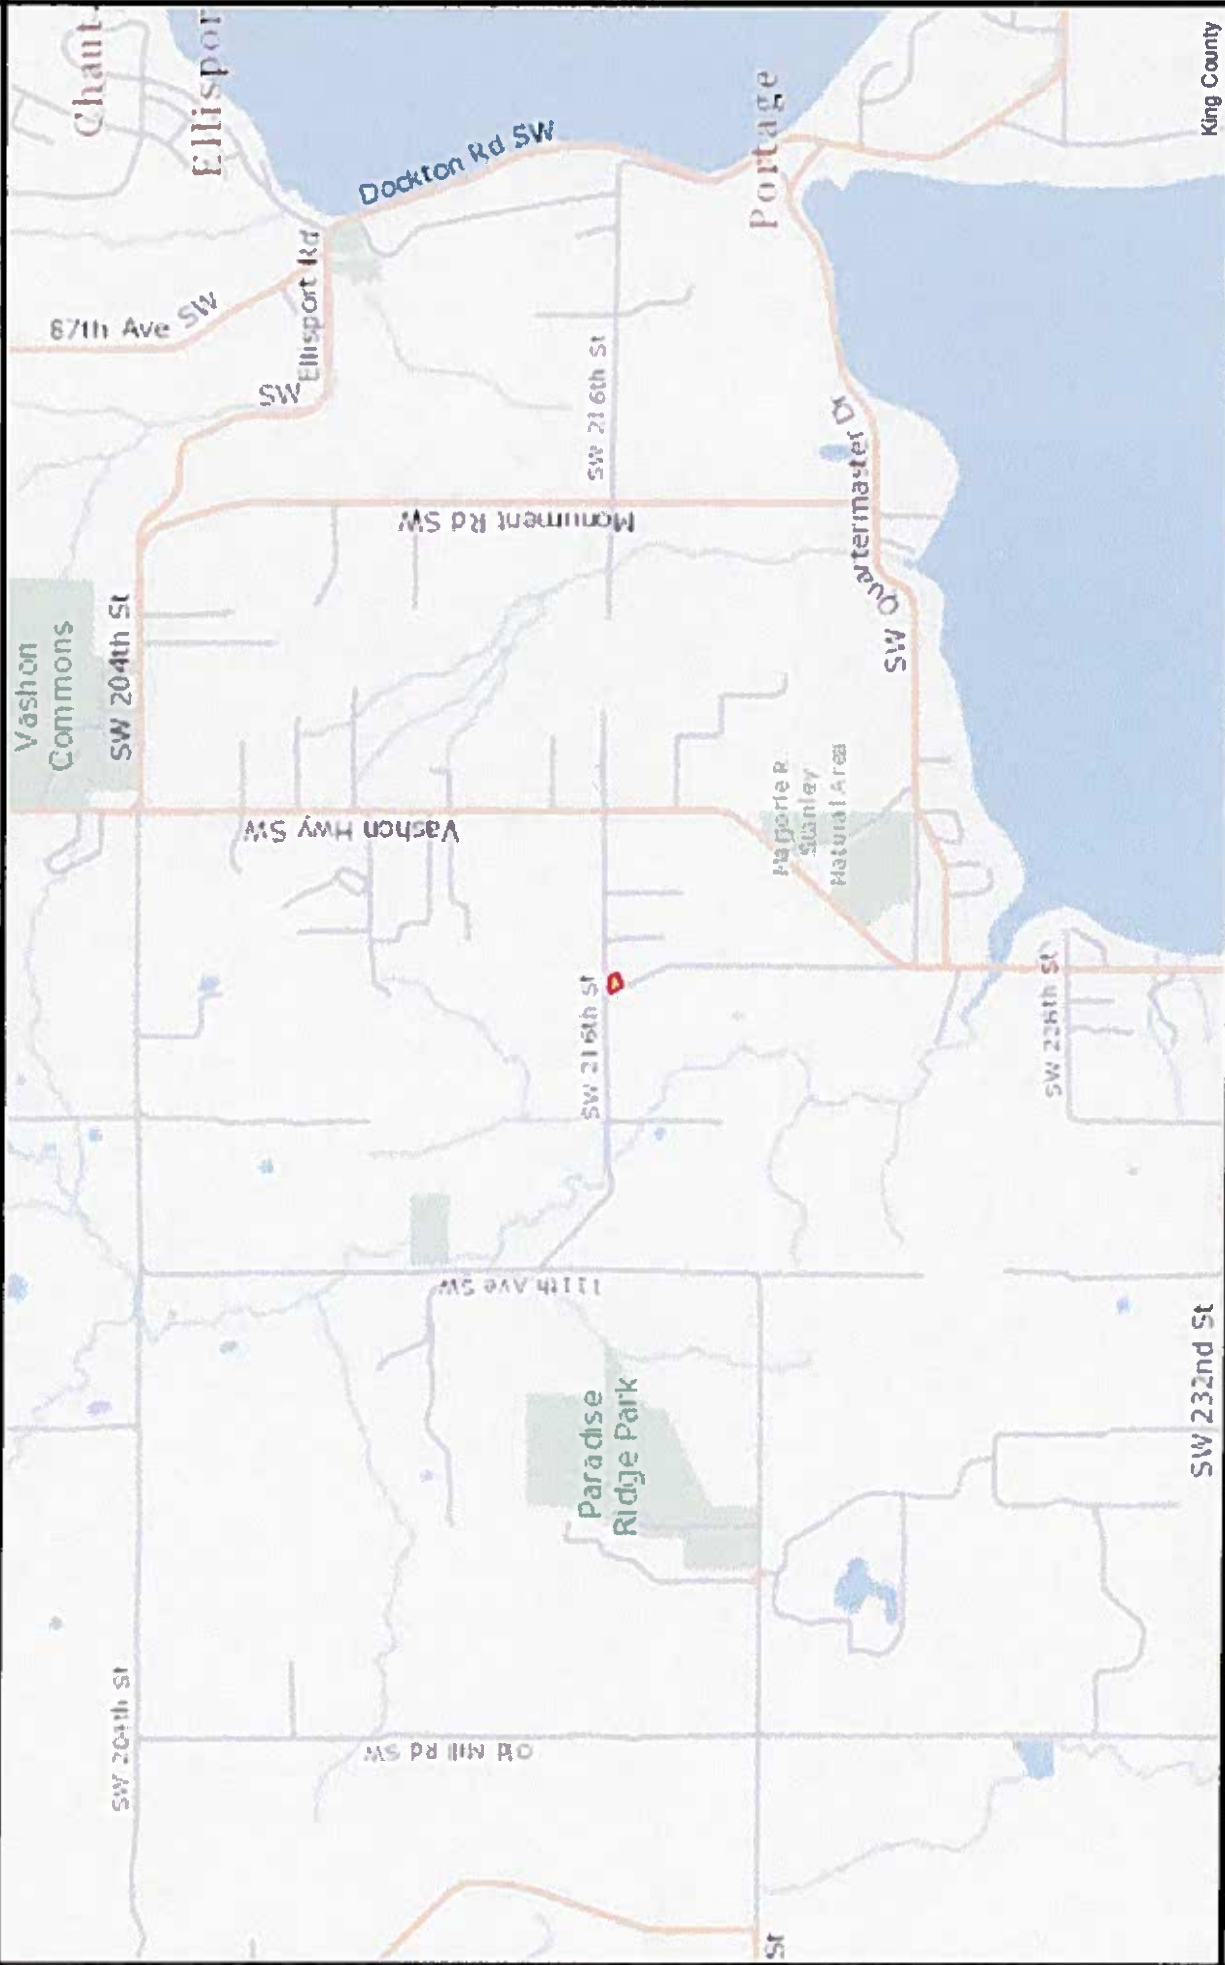 Chaut
Ellispor
87th Ave SW
Ellisport Rd
SW
Dockton Rd SW
Portage
King County
SW 216th St
Monument Rd SW
SW Quartermaster Dr
Vashon
Commons
SW 204th St
Vashon Hwy SW
Natural Area
SW 216th St
SW 228th St
111th Ave SW
Paradise
Ridge Park
SW 232nd St
SW 204th St
Old Mill Rd SW
St